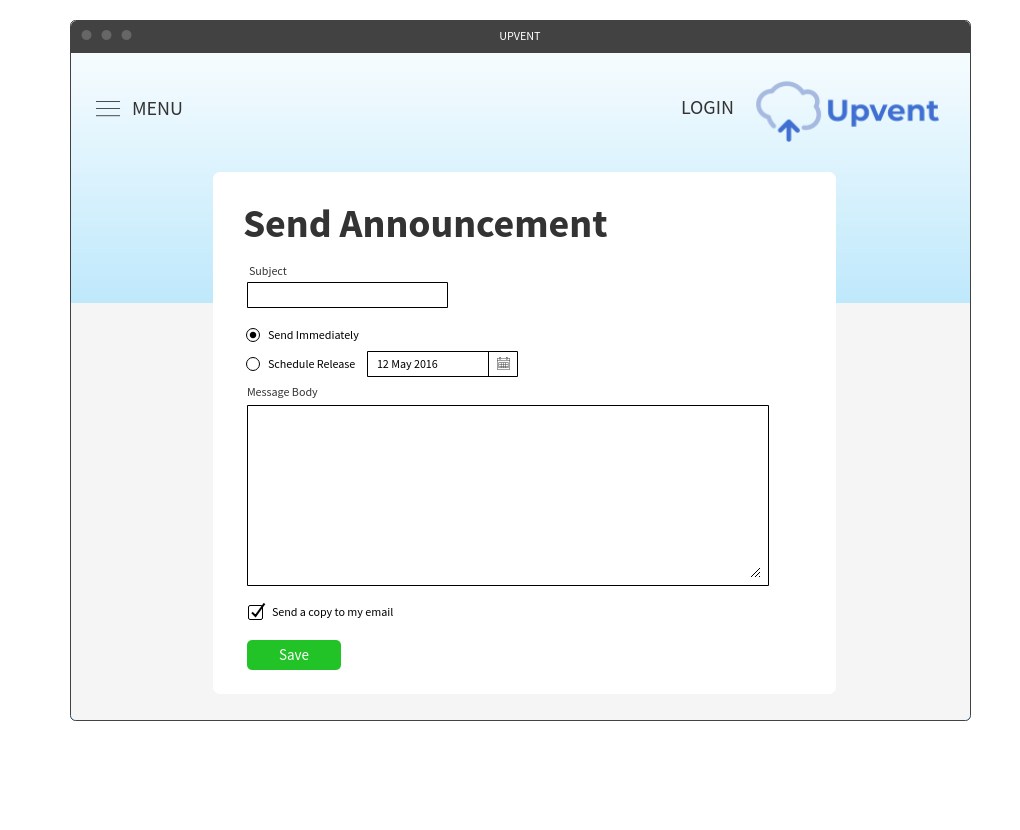 UPVENT
MENU
LOGIN
Upvent
Send Announcement
Subject
Send Immediately
Schedule Release
12 May 2016
Message Body
Send a copy to my email
Save